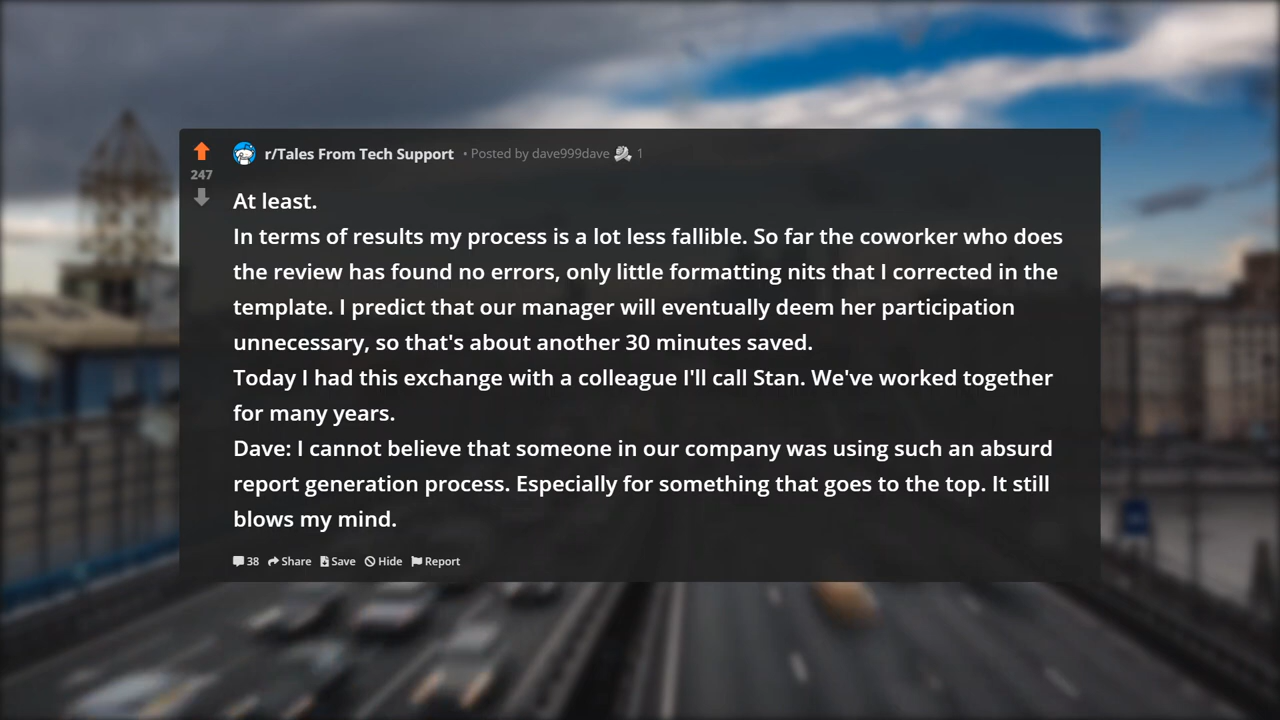 r/Tales From Tech Support • Posted by dave999dave 1
247
At least.
In terms of results my process is a lot less fallible. So far the coworker who does
the review has found no errors, only little formatting nits that I corrected in the
template. I predict that our manager will eventually deem her participation
unnecessary, so that's about another 30 minutes saved.
Today I had this exchange with a colleague I'll call Stan. We've worked together
for many years.
Dave: I cannot believe that someone in our company was using such an absurd
report generation process. Especially for something that goes to the top. It still
blows my mind.
38 Share Save Hide Report